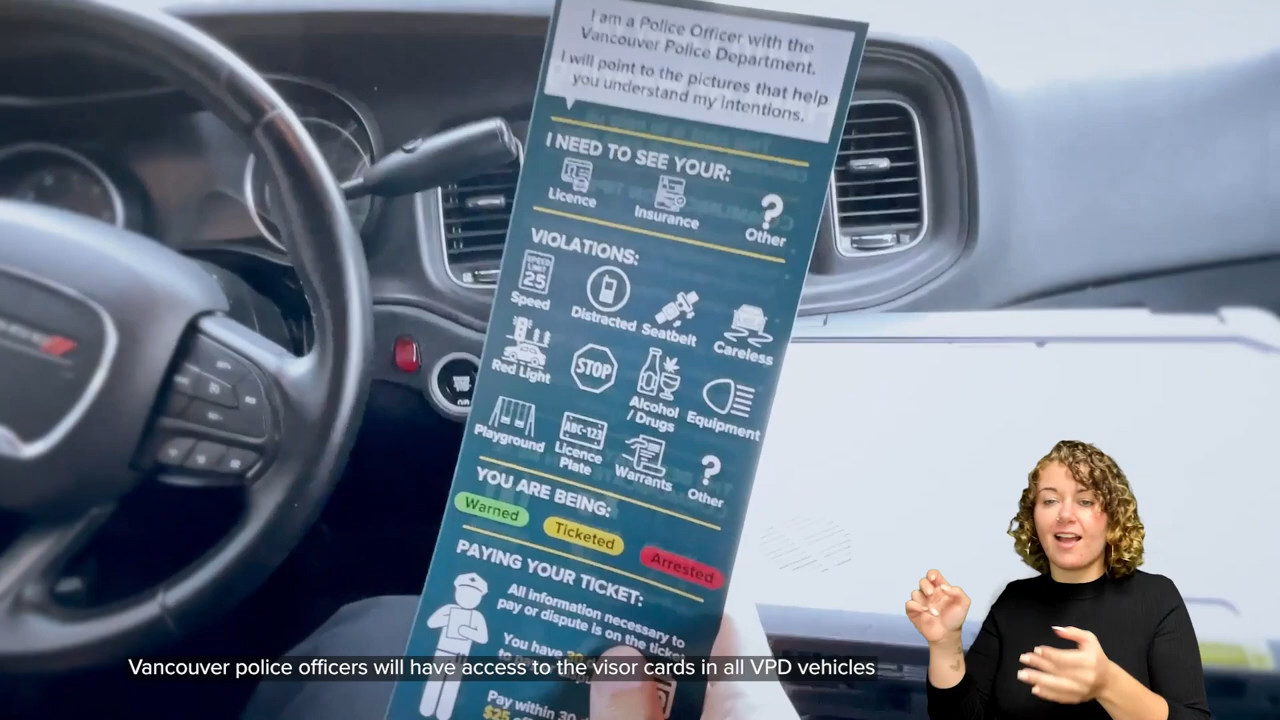 I am a Police Officer with the
Vancouver Police Department.
I will point to the pictures that help
you understand my intentions.
I NEED TO SEE YOUR:
Licence
Insurance
?
Other
VIOLATIONS:
SPEED
LIMIT
25
Speed
Distracted
Seatbelt
Careless
Red Light
STOP
Alcohol
/ Drugs
Equipment
Playground
ABC-123
Licence
Plate
Warrants
?
Other
YOU ARE BEING:
Warned
Ticketed
Arrested
PAYING YOUR TICKET:
All information necessary to
pay or dispute is on the ticket
You have
Pay within 30
$25
Vancouver police officers will have access to the visor cards in all VPD vehicles